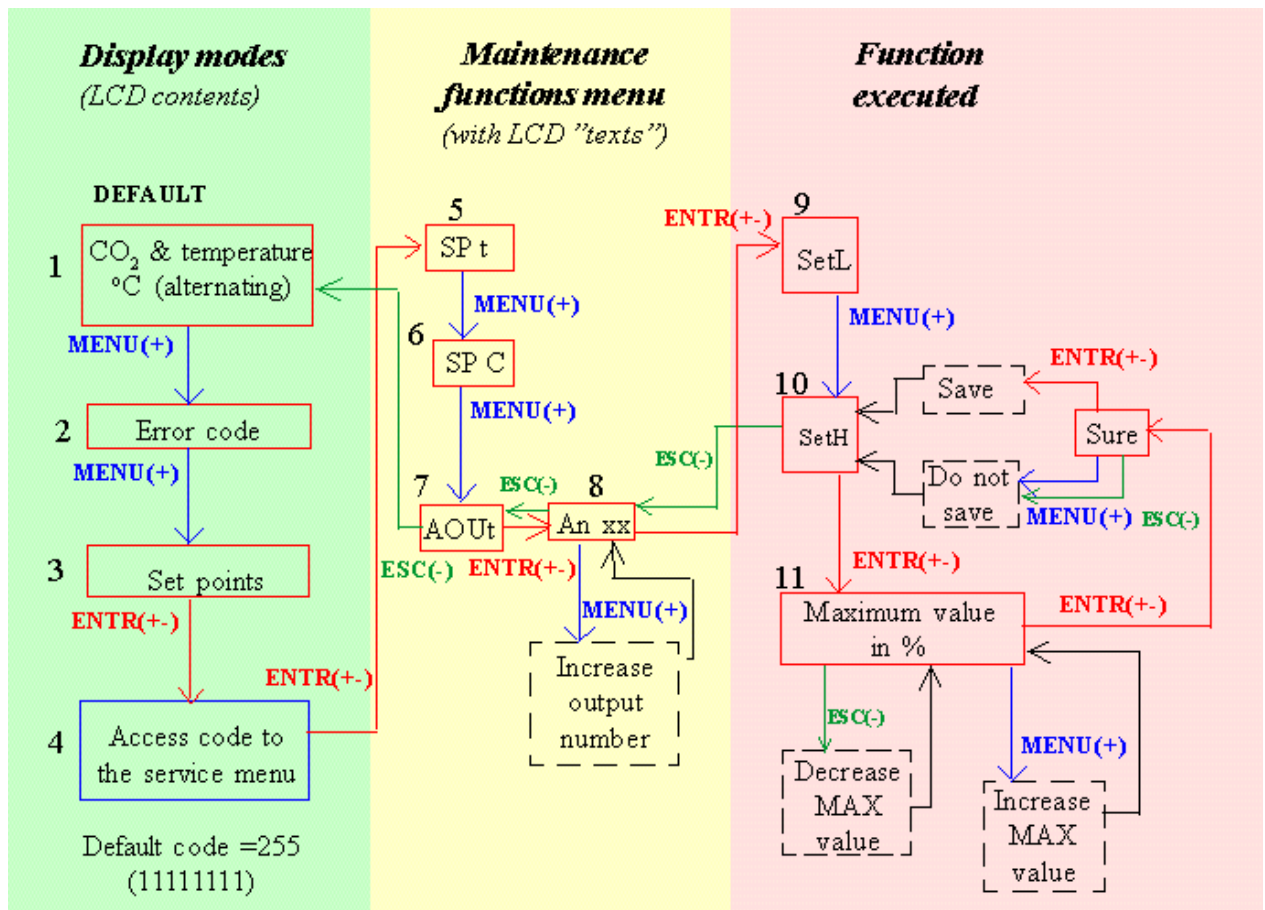 Display modes
(LCD contents)
Maintenance
functions menu
(with LCD "texts")
Function
executed
DEFAULT
1
CO2 & temperature
°C (alternating)
MENU(+)
2
Error code
MENU(+)
3
Set points
ENTR(+-)
4
Access code to
the service menu
ENTR(+-)
Default code =255
(11111111)
5
SP t
MENU(+)
6
SP C
MENU(+)
7
AOUt
ESC(-)
ESC(-)
ENTR(+-)
8
An xx
MENU(+)
Increase
output
number
ENTR(+-)
9
SetL
MENU(+)
10
SetH
ESC(-)
Save
ENTR(+-)
Sure
Do not
save
MENU(+)
ESC(-)
ENTR(+-)
11
Maximum value
in %
ENTR(+-)
ESC(-)
Decrease
MAX
value
MENU(+)
Increase
MAX
value